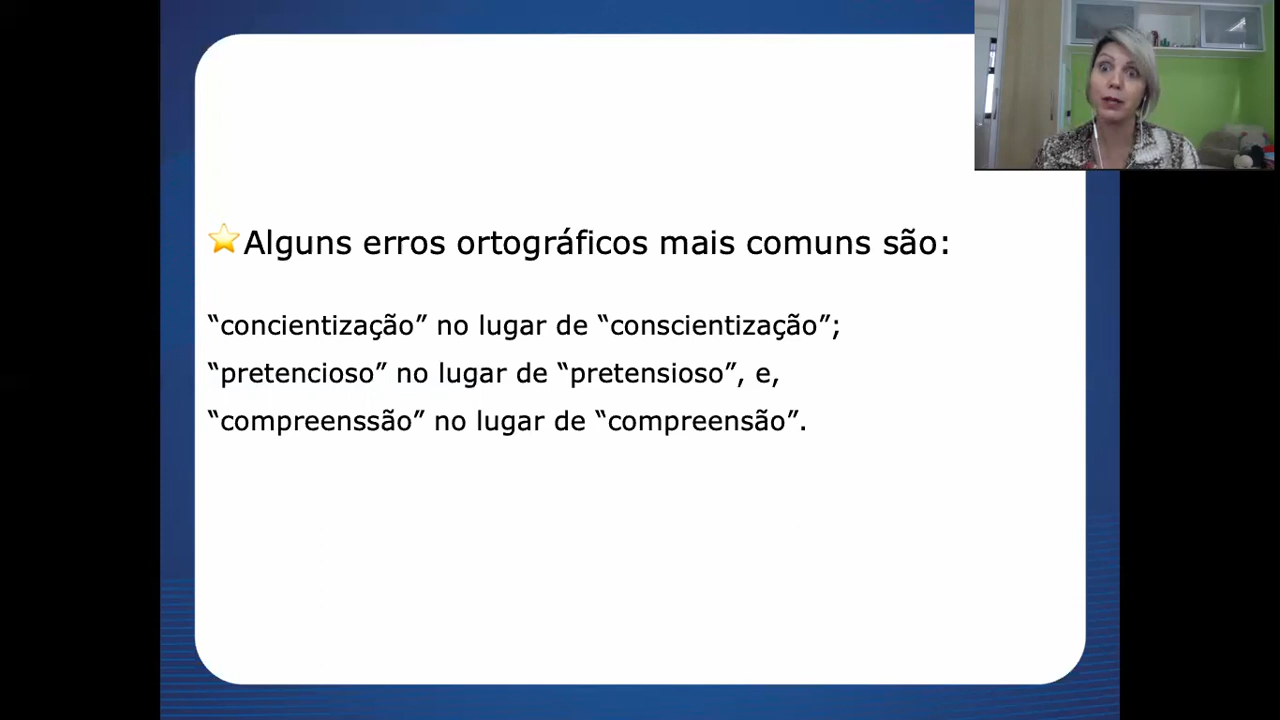 ⭐Alguns erros ortográficos mais comuns são:
“concientização” no lugar de “conscientização”;
“pretencioso” no lugar de “pretensioso”, e,
“compreenssão” no lugar de “compreensão”.